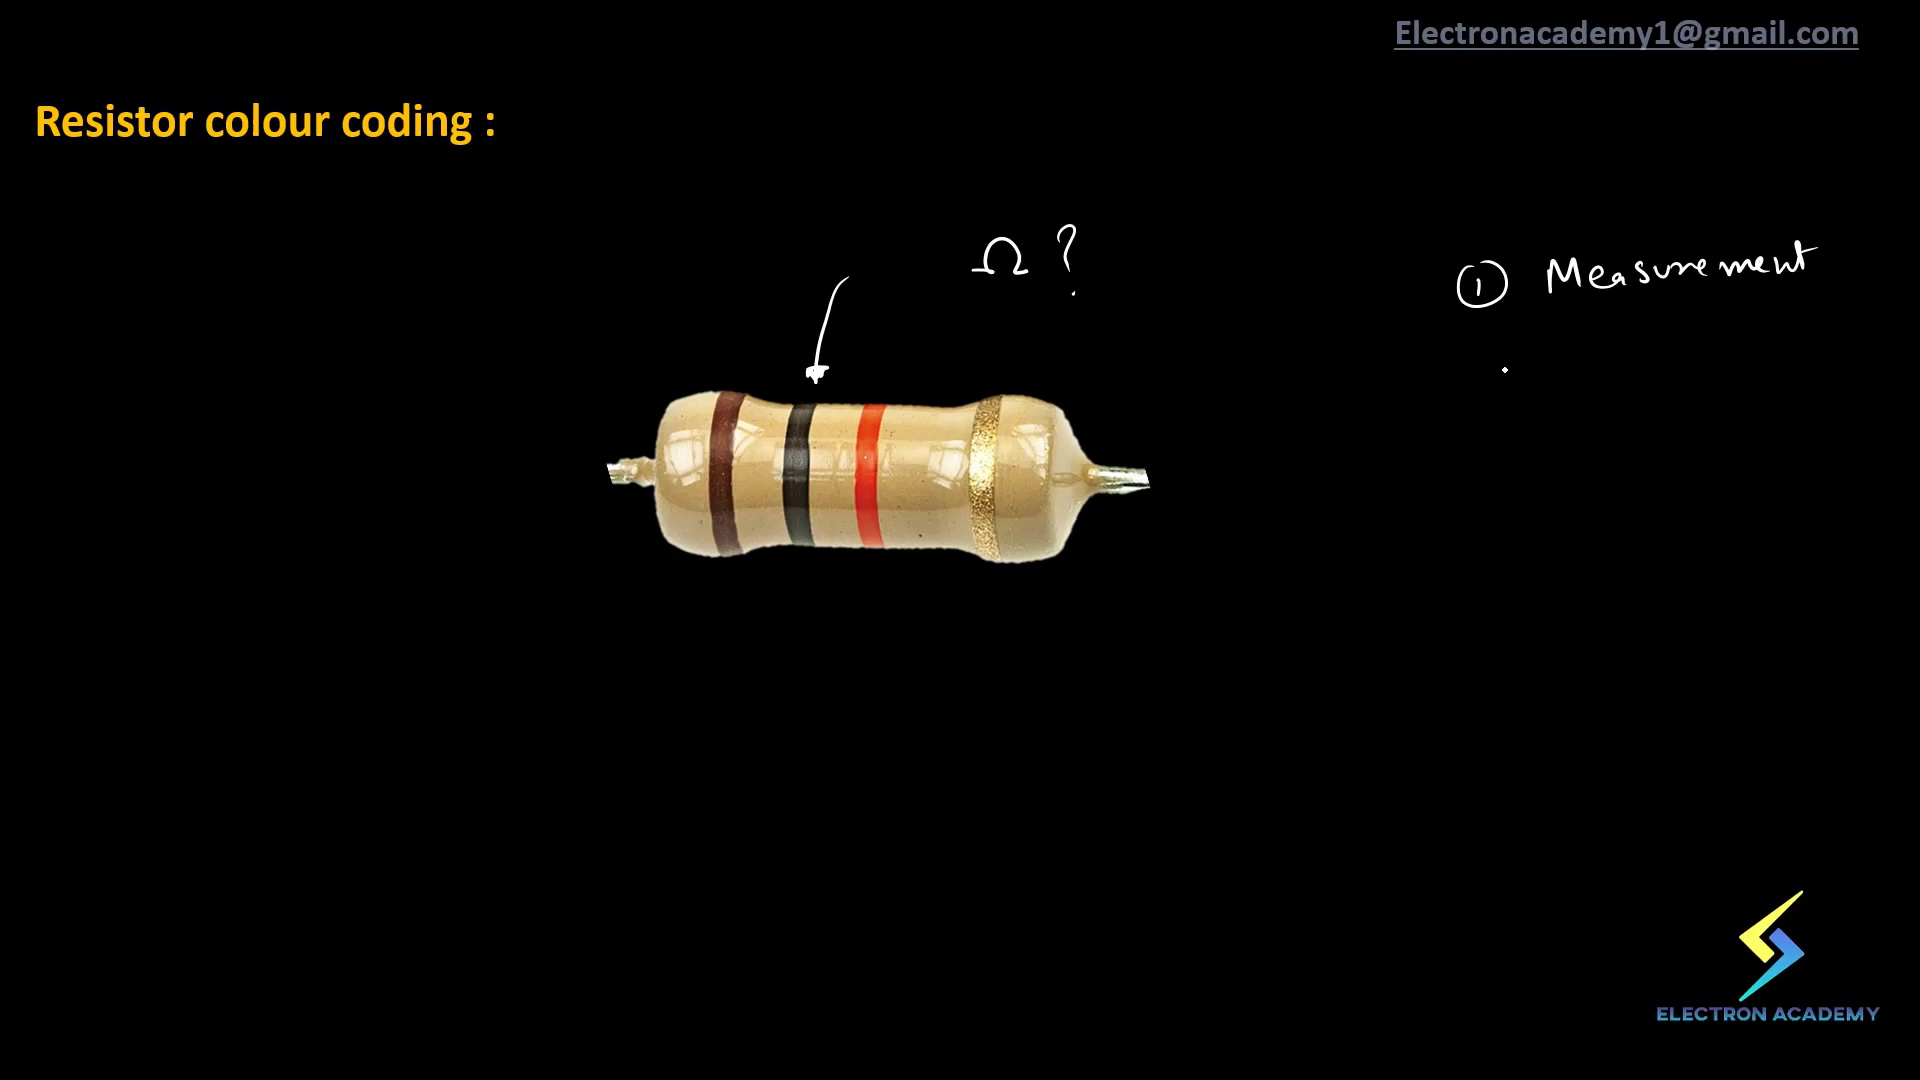 Electronacademy1@gmail.com
Resistor colour coding :
Ω ?
① Measurement
ELECTRON ACADEMY